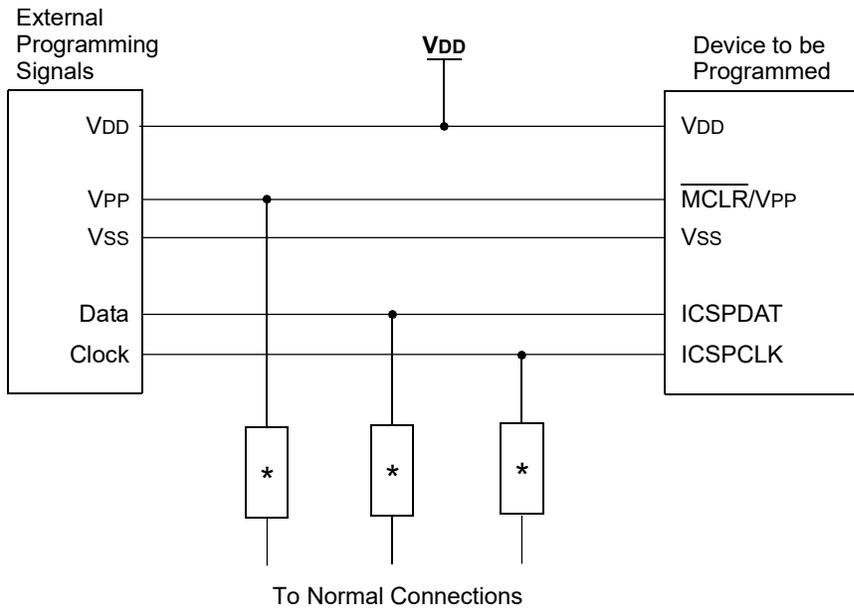 External
Programming
Signals
VDD
Device to be
Programmed
VDD
VDD
VPP
MCLR/VPP
VSS
VSS
Data
ICSPDAT
Clock
ICSPCLK
*
*
*
To Normal Connections